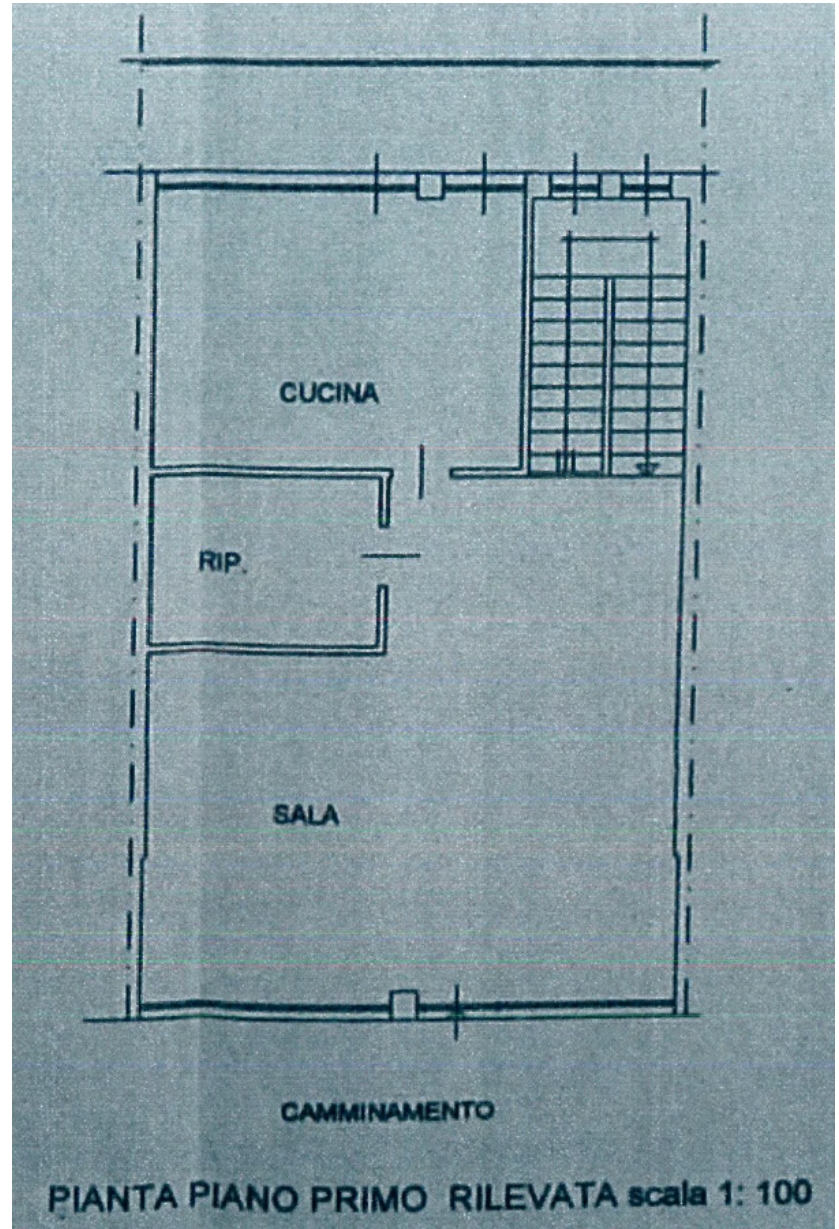 CUCINA
RIP.
SALA
CAMMINAMENTO
PIANTA PIANO PRIMO RILEVATA scala 1: 100